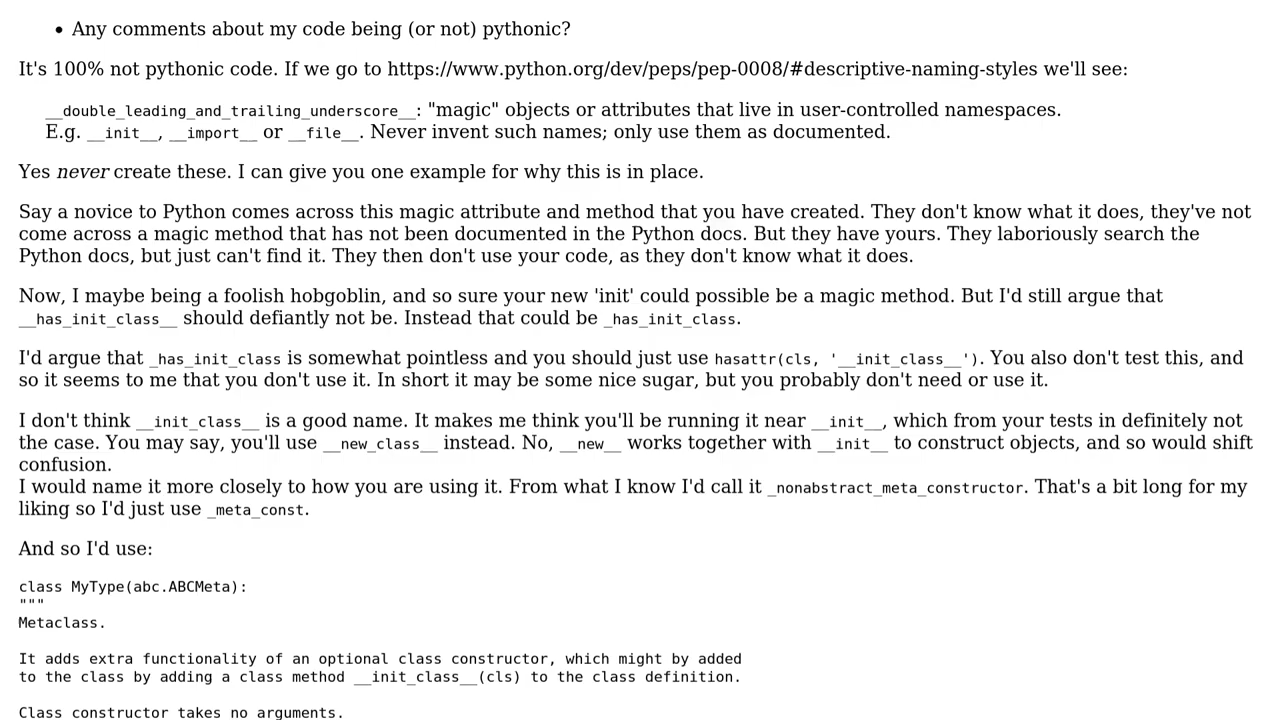 • Any comments about my code being (or not) pythonic?
It's 100% not pythonic code. If we go to https://www.python.org/dev/peps/pep-0008/#descriptive-naming-styles we'll see:
__double_leading_and_trailing_underscore__: "magic" objects or attributes that live in user-controlled namespaces.
E.g. __init__, __import__ or __file__. Never invent such names; only use them as documented.
Yes never create these. I can give you one example for why this is in place.
Say a novice to Python comes across this magic attribute and method that you have created. They don't know what it does, they've not
come across a magic method that has not been documented in the Python docs. But they have yours. They laboriously search the
Python docs, but just can't find it. They then don't use your code, as they don't know what it does.
Now, I maybe being a foolish hobgoblin, and so sure your new 'init' could possible be a magic method. But I'd still argue that
__has_init_class__ should defiantly not be. Instead that could be _has_init_class.
I'd argue that _has_init_class is somewhat pointless and you should just use hasattr(cls, '__init_class__'). You also don't test this, and
so it seems to me that you don't use it. In short it may be some nice sugar, but you probably don't need or use it.
I don't think __init_class__ is a good name. It makes me think you'll be running it near __init__, which from your tests in definitely not
the case. You may say, you'll use __new_class__ instead. No, __new__ works together with __init__ to construct objects, and so would shift
confusion.
I would name it more closely to how you are using it. From what I know I'd call it _nonabstract_meta_constructor. That's a bit long for my
liking so I'd just use _meta_const.
And so I'd use:
class MyType(abc.ABCMeta):
"""
Metaclass.
It adds extra functionality of an optional class constructor, which might by added
to the class by adding a class method __init_class__(cls) to the class definition.
Class constructor takes no arguments.